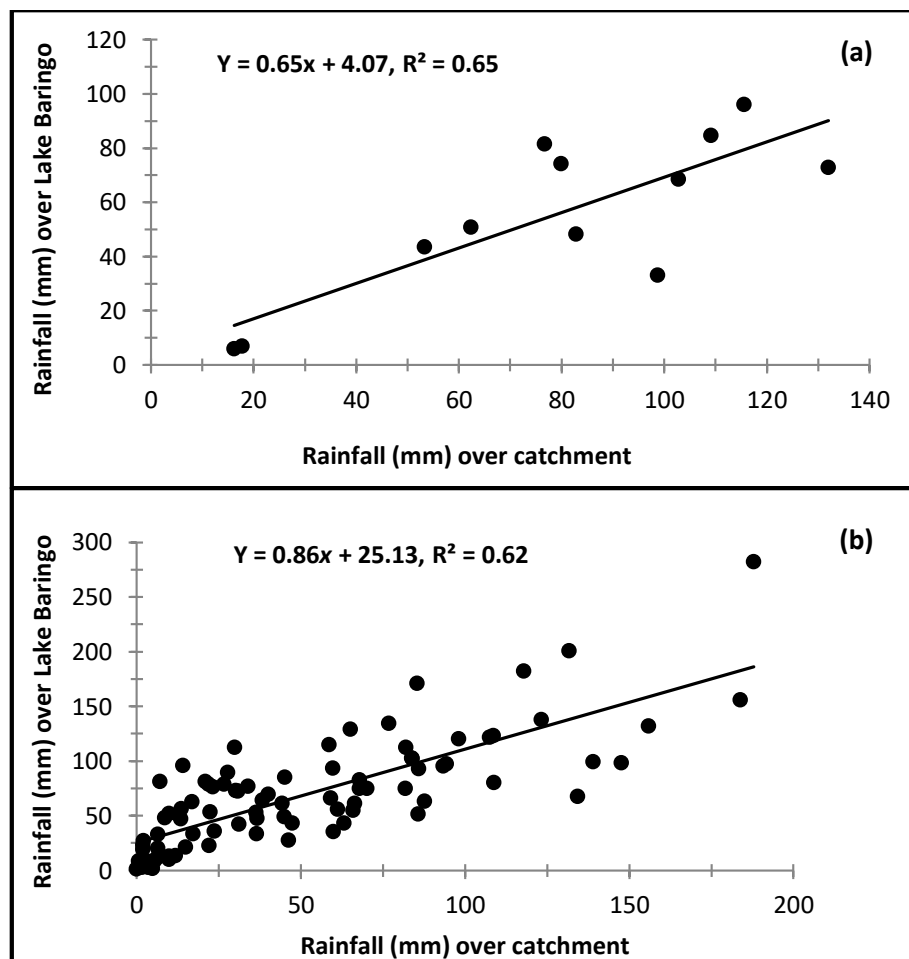 (a)
Y = 0.65x + 4.07, R² = 0.65
Rainfall (mm) over Lake Baringo
120
100
80
60
40
20
0
0 20 40 60 80 100 120 140
Rainfall (mm) over catchment
(b)
Y = 0.86x + 25.13, R² = 0.62
Rainfall (mm) over Lake Baringo
300
250
200
150
100
50
0
0 50 100 150 200
Rainfall (mm) over catchment